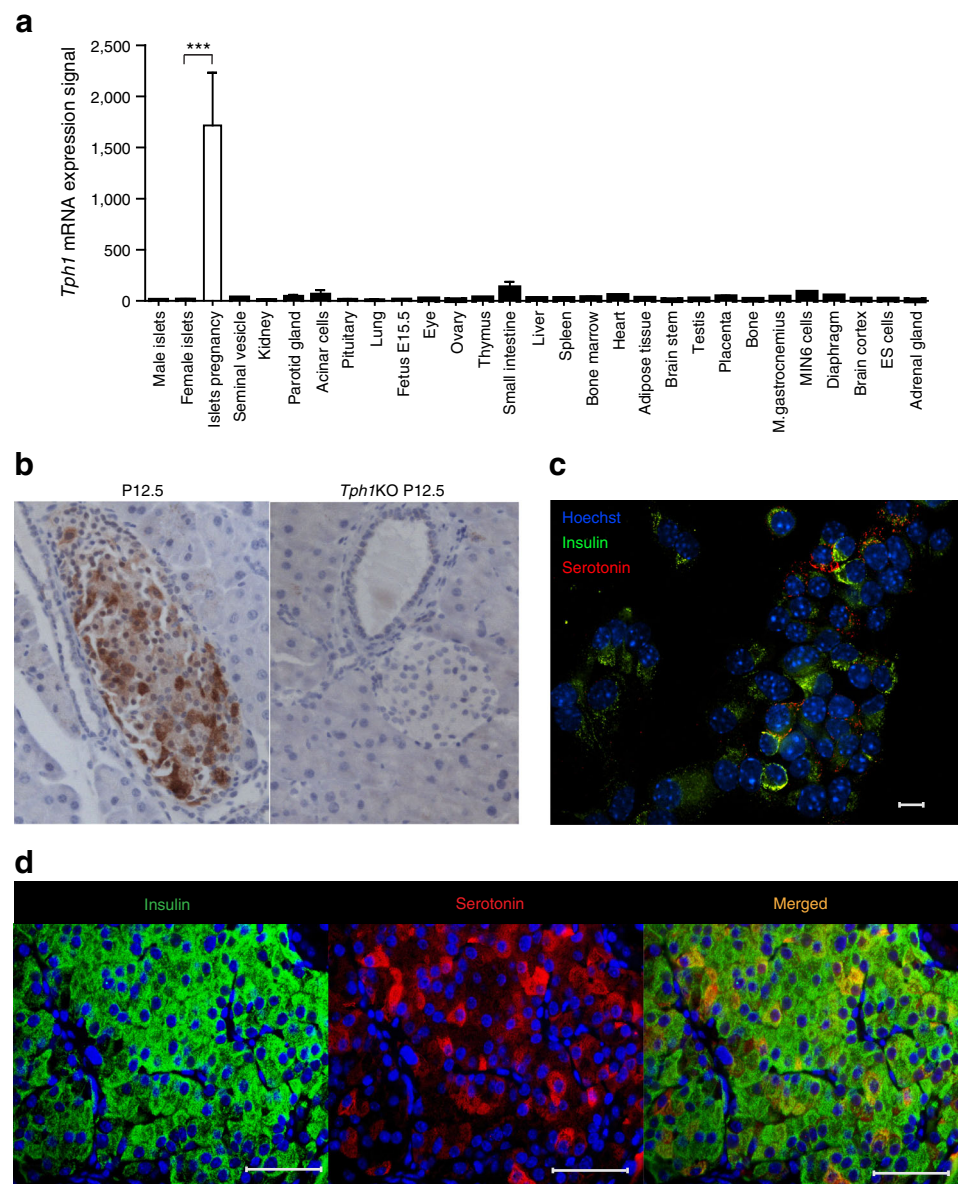 a
Tph1 mRNA expression signal
2,500
2,000
1,500
1,000
500
0
***
Male islets
Female islets
Islets pregnancy
Seminal vesicle
Kidney
Parotid gland
Acinar cells
Pituitary
Lung
Fetus E15.5
Eye
Ovary
Thymus
Small intestine
Liver
Spleen
Bone marrow
Heart
Adipose tissue
Brain stem
Testis
Placenta
Bone
M.gastrocnemius
MIN6 cells
Diaphragm
Brain cortex
ES cells
Adrenal gland
b
P12.5
Tph1KO P12.5
c
Hoechst
Insulin
Serotonin
d
Insulin
Serotonin
Merged